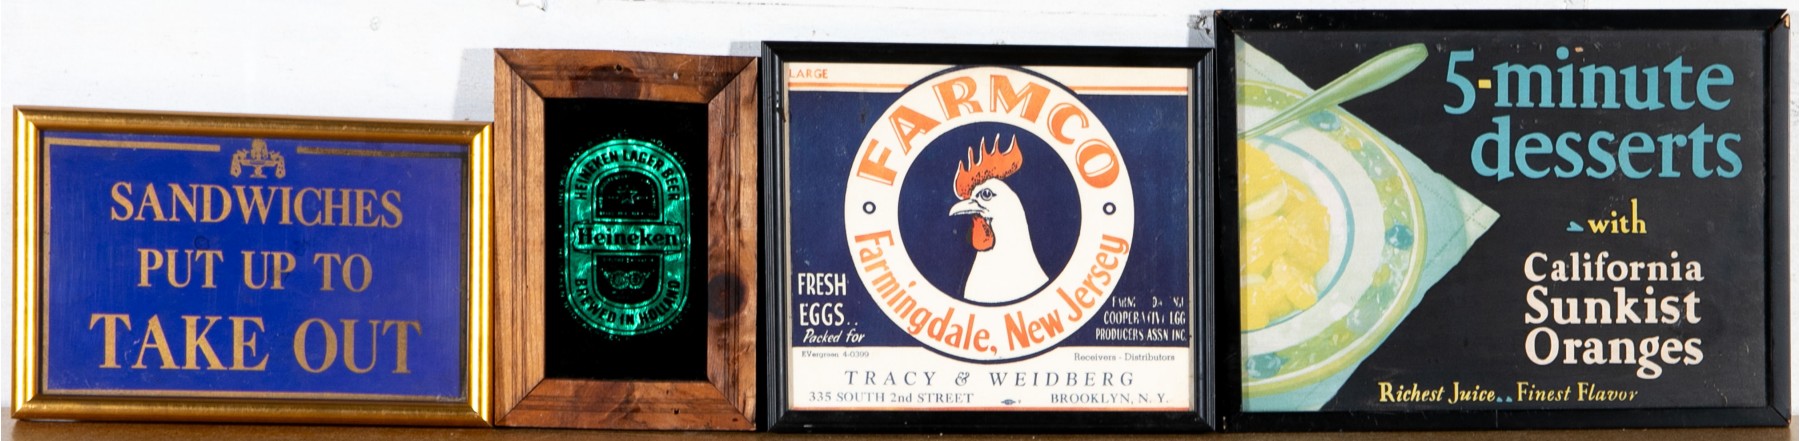 SANDWICHES
PUT UP TO
TAKE OUT
HEINEKEN LAGER BEER
Heineken
BREWED IN HOLLAND
LARGE
FARMCO
Farmingdale, New Jersey
FRESH
EGGS..
Packed for
COOPERATIVE EGG
PRODUCERS ASSN INC.
EVergreen 4-0399
Receivers - Distributors
TRACY & WEIDBERG
335 SOUTH 2nd STREET
BROOKLYN, N. Y.
5-minute
desserts
with
California
Sunkist
Oranges
Richest Juice.. Finest Flavor